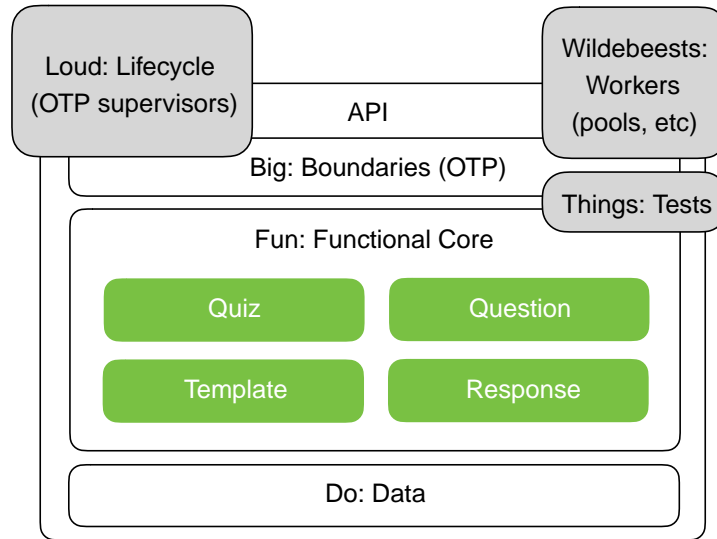 Loud: Lifecycle
(OTP supervisors)
Wildebeests:
Workers
(pools, etc)
API
Big: Boundaries (OTP)
Things: Tests
Fun: Functional Core
Quiz
Question
Template
Response
Do: Data